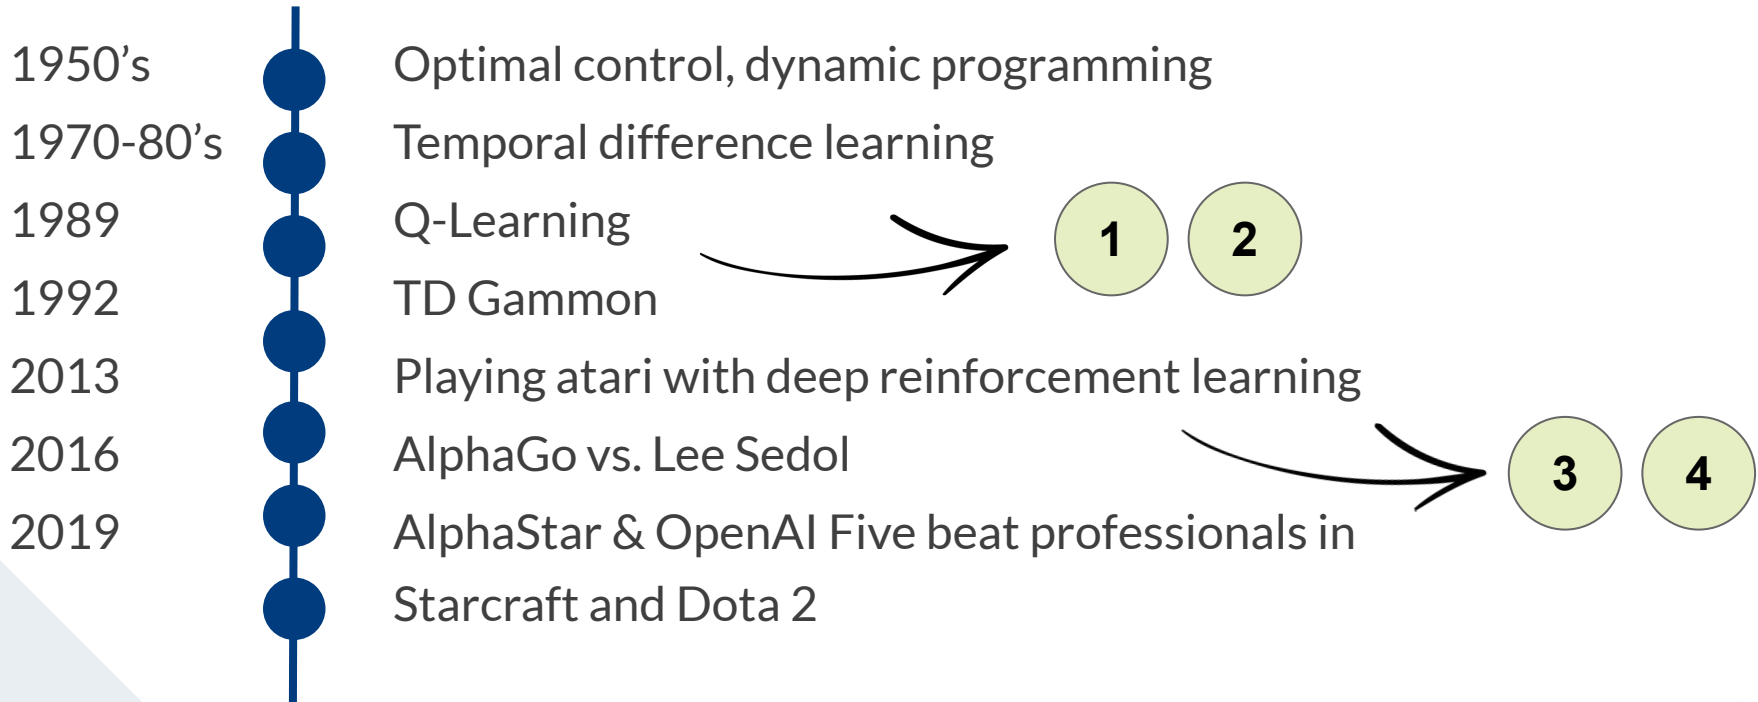 1950’s Optimal control, dynamic programming
1970-80’s Temporal difference learning
1989 Q-Learning
1 2
1992 TD Gammon
2013 Playing atari with deep reinforcement learning
2016 AlphaGo vs. Lee Sedol
3 4
2019 AlphaStar & OpenAI Five beat professionals in
Starcraft and Dota 2